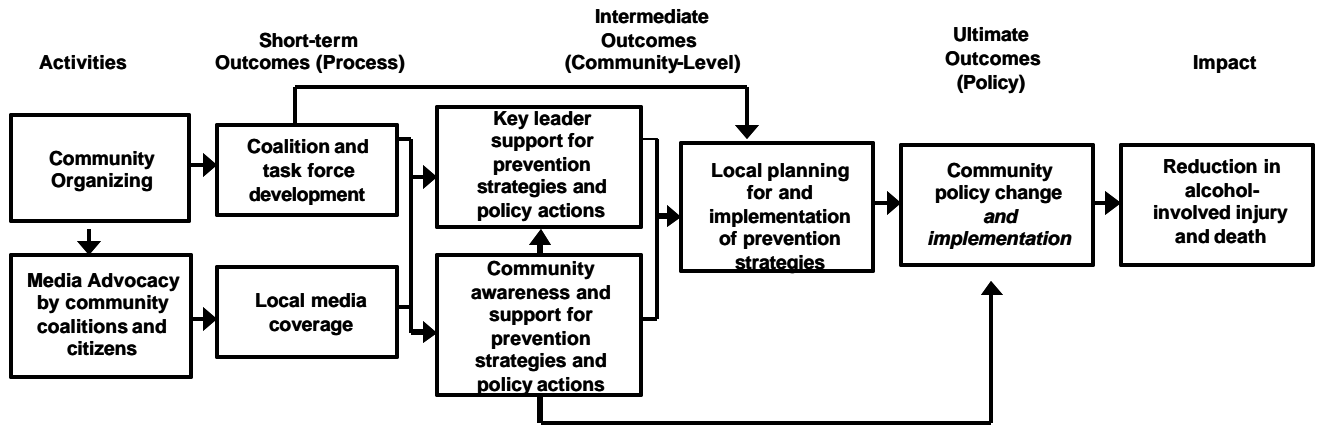 Activities
Short-term
Outcomes (Process)
Intermediate
Outcomes
(Community-Level)
Ultimate
Outcomes
(Policy)
Impact
Community
Organizing
Coalition and
task force
development
Key leader
support for
prevention
strategies and
policy actions
Local planning
for and
implementation
of prevention
strategies
Community
policy change
and
implementation
Reduction in
alcohol-
involved injury
and death
Media Advocacy
by community
coalitions and
citizens
Local media
coverage
Community
awareness and
support for
prevention
strategies and
policy actions